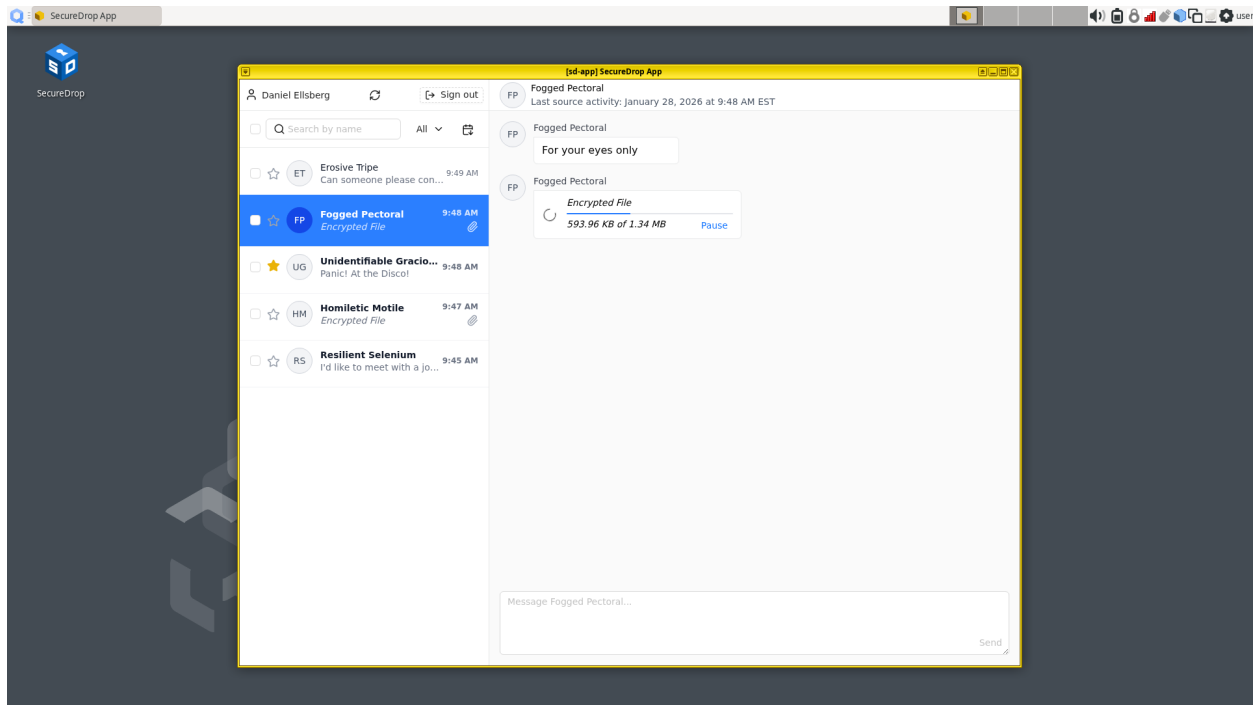 SecureDrop App
user
SecureDrop
[sd-app] SecureDrop App
Daniel Ellsberg
Sign out
Search by name
All
ET
Erosive Tripe
9:49 AM
Can someone please con...
FP
Fogged Pectoral
9:48 AM
Encrypted File
UG
Unidentifiable Gracio...
9:48 AM
Panic! At the Disco!
HM
Homiletic Motile
9:47 AM
Encrypted File
RS
Resilient Selenium
9:45 AM
I'd like to meet with a jo...
FP
Fogged Pectoral
Last source activity: January 28, 2026 at 9:48 AM EST
FP
Fogged Pectoral
For your eyes only
FP
Fogged Pectoral
Encrypted File
593.96 KB of 1.34 MB
Pause
Message Fogged Pectoral...
Send